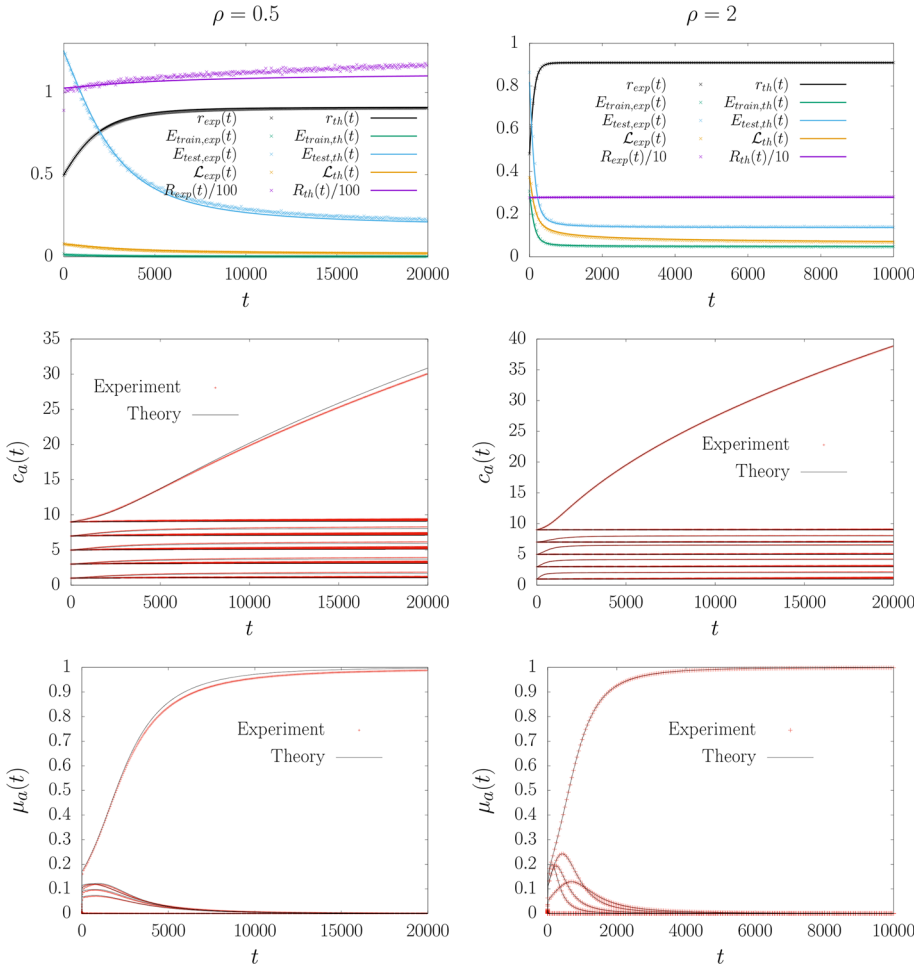 ρ = 0.5
1
0.5
0
0 5000 10000 15000 20000
t
r_exp(t) r_th(t)
E_train,exp(t) E_train,th(t)
E_test,exp(t) E_test,th(t)
ℒ_exp(t) ℒ_th(t)
R_exp(t)/100 R_th(t)/100
ρ = 2
1
0.8
0.6
0.4
0.2
0
0 2000 4000 6000 8000 10000
t
r_exp(t) r_th(t)
E_train,exp(t) E_train,th(t)
E_test,exp(t) E_test,th(t)
ℒ_exp(t) ℒ_th(t)
R_exp(t)/10 R_th(t)/10
c_a(t)
35
30
25
20
15
10
5
0
0 5000 10000 15000 20000
t
Experiment
Theory
c_a(t)
40
35
30
25
20
15
10
5
0
0 5000 10000 15000 20000
t
Experiment
Theory
μ_a(t)
1
0.9
0.8
0.7
0.6
0.5
0.4
0.3
0.2
0.1
0
0 5000 10000 15000 20000
t
Experiment
Theory
μ_a(t)
1
0.9
0.8
0.7
0.6
0.5
0.4
0.3
0.2
0.1
0
0 2000 4000 6000 8000 10000
t
Experiment
Theory